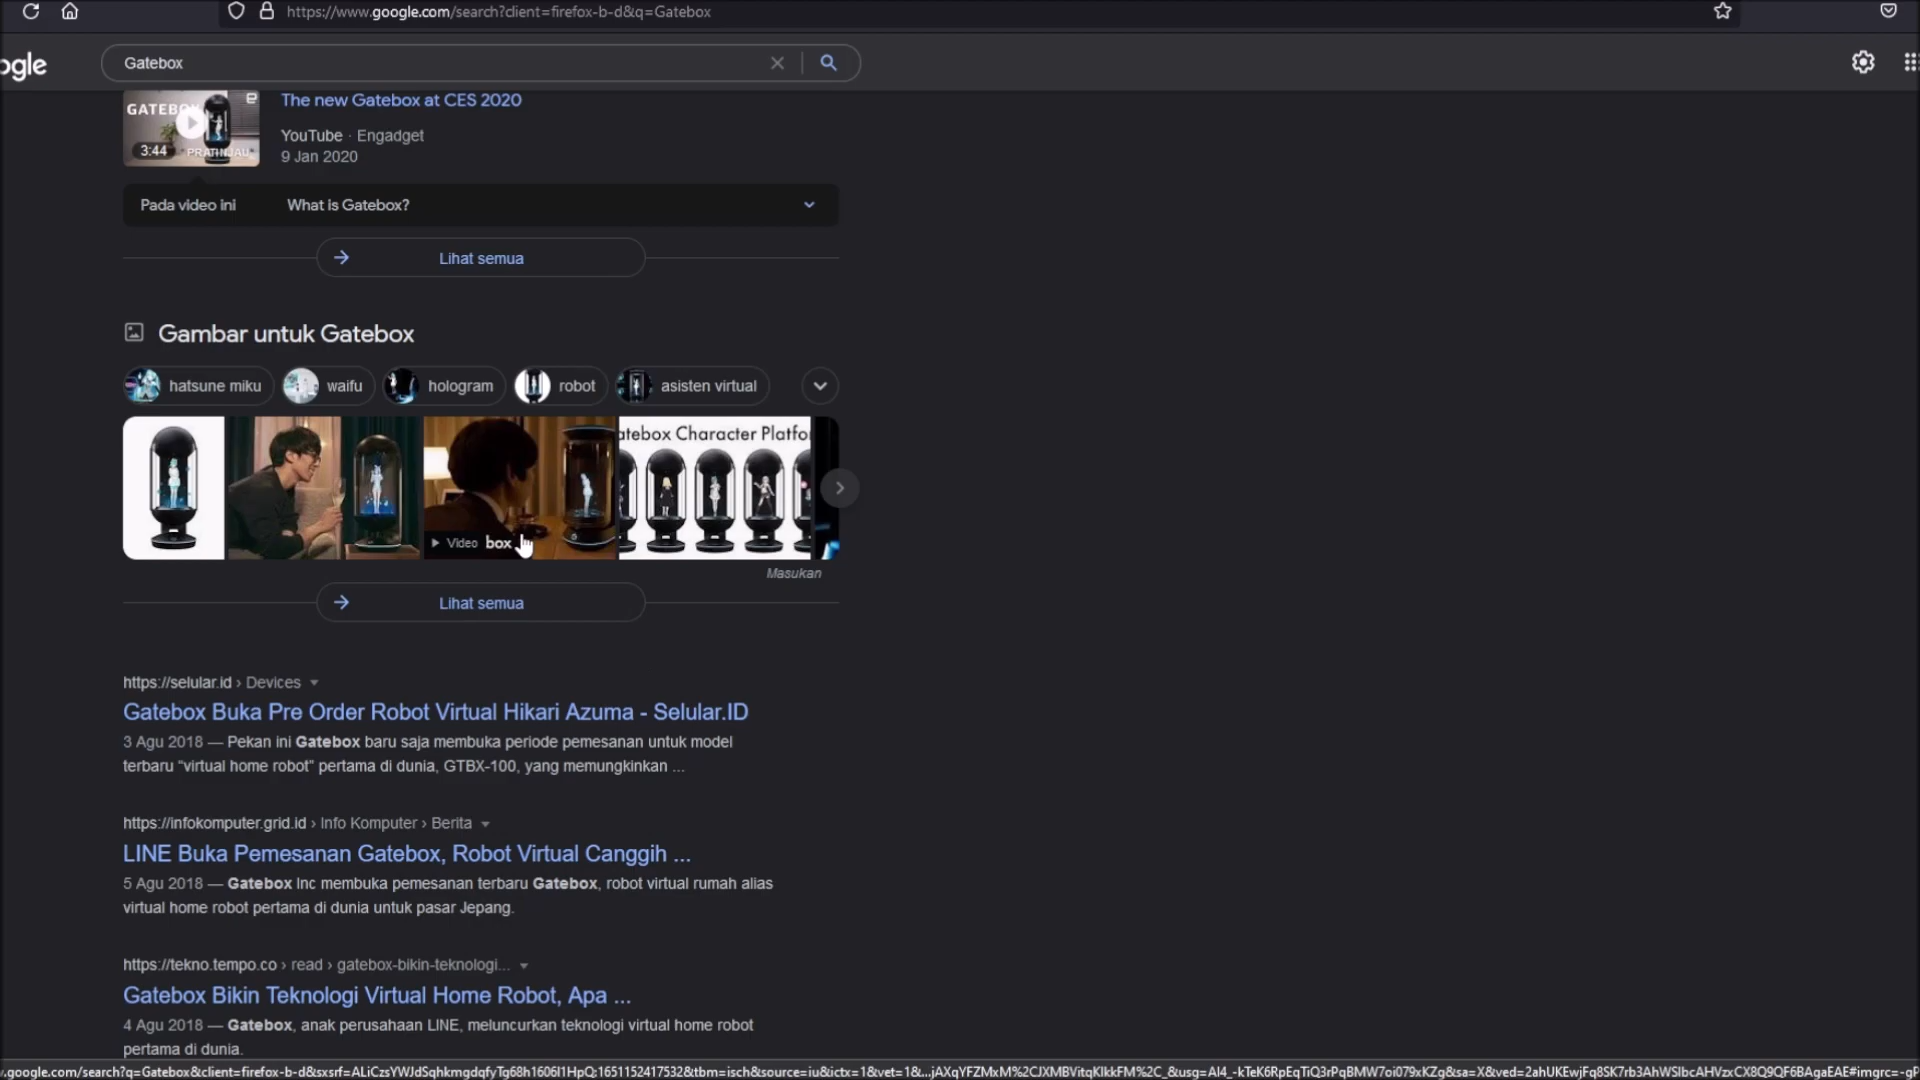 https://www.google.com/search?client=firefox-b-d&q=Gatebox
ogle
Gatebox
GATEBOX
3:44
PRATINJAU
The new Gatebox at CES 2020
YouTube · Engadget
9 Jan 2020
Pada video ini
What is Gatebox?
Lihat semua
Gambar untuk Gatebox
hatsune miku
waifu
hologram
robot
asisten virtual
Video
box
atebox Character Platfo
Masukan
Lihat semua
https://selular.id › Devices
Gatebox Buka Pre Order Robot Virtual Hikari Azuma - Selular.ID
3 Agu 2018 — Pekan ini Gatebox baru saja membuka periode pemesanan untuk model
terbaru “virtual home robot” pertama di dunia, GTBX-100, yang memungkinkan ...
https://infokomputer.grid.id › Info Komputer › Berita
LINE Buka Pemesanan Gatebox, Robot Virtual Canggih ...
5 Agu 2018 — Gatebox Inc membuka pemesanan terbaru Gatebox, robot virtual rumah alias
virtual home robot pertama di dunia untuk pasar Jepang.
https://tekno.tempo.co › read › gatebox-bikin-teknologi...
Gatebox Bikin Teknologi Virtual Home Robot, Apa ...
4 Agu 2018 — Gatebox, anak perusahaan LINE, meluncurkan teknologi virtual home robot
pertama di dunia.